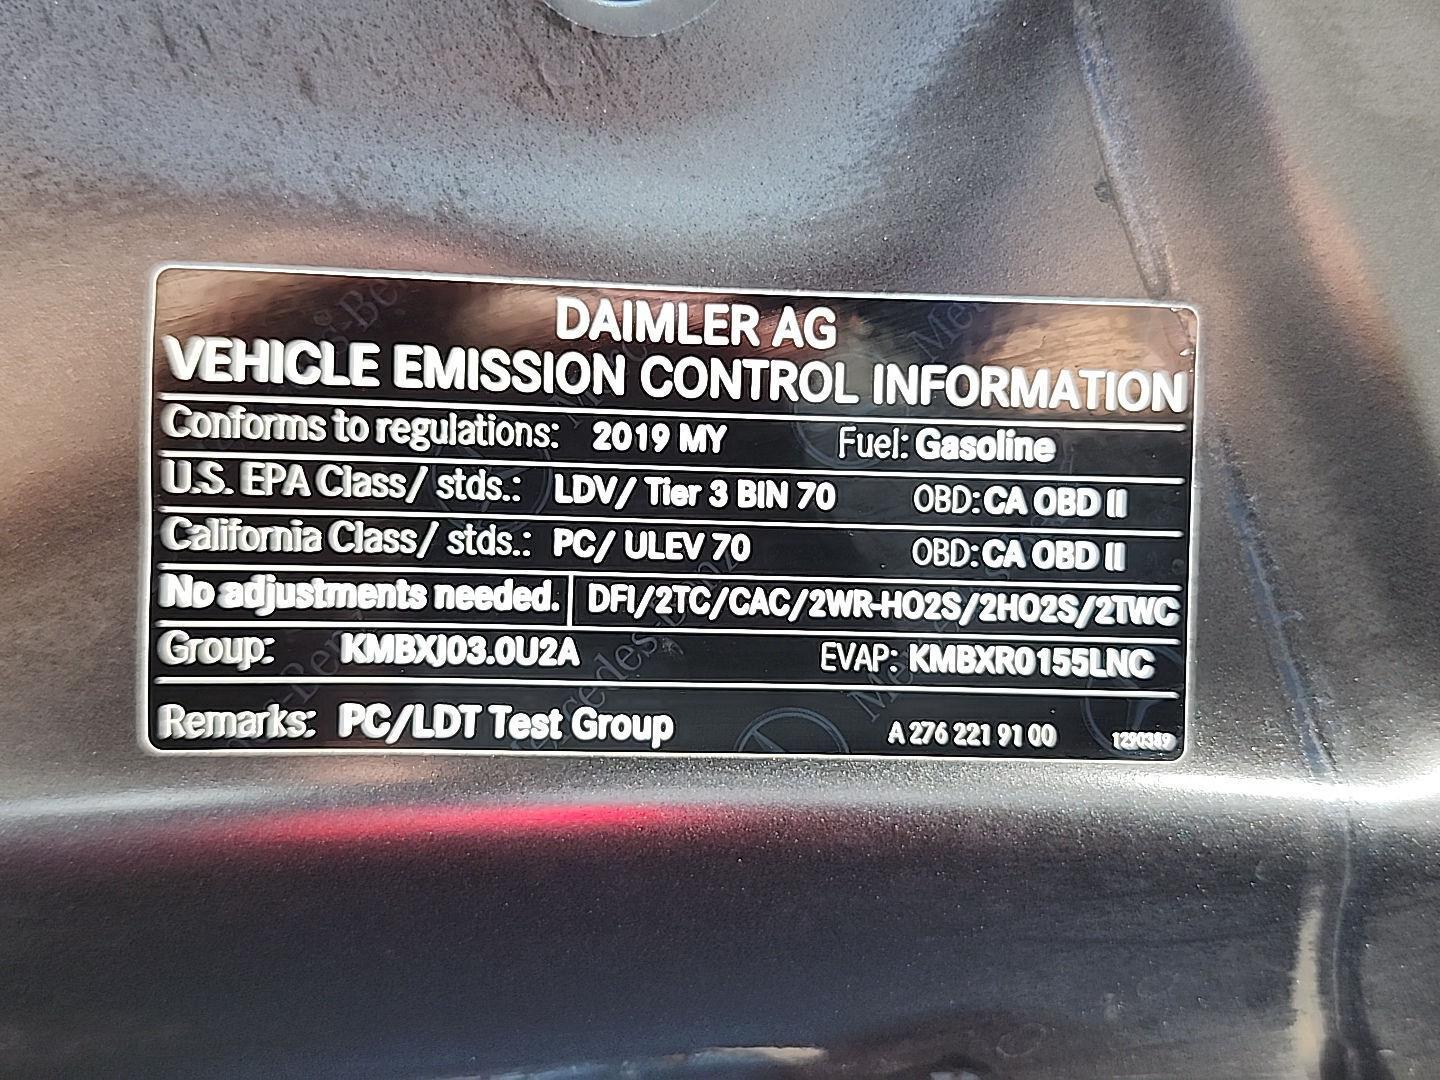 DAIMLER AG
VEHICLE EMISSION CONTROL INFORMATION
Conforms to regulations: 2019 MY Fuel: Gasoline
U.S. EPA Class/ stds.: LDV/ Tier 3 BIN 70 OBD: CA OBD II
California Class/ stds.: PC/ ULEV 70 OBD: CA OBD II
No adjustments needed. DFI/2TC/CAC/2WR-HO2S/2HO2S/2TWC
Group: KMBXJ03.0U2A EVAP: KMBXR0155LNC
Remarks: PC/LDT Test Group A 276 221 91 00 1290389